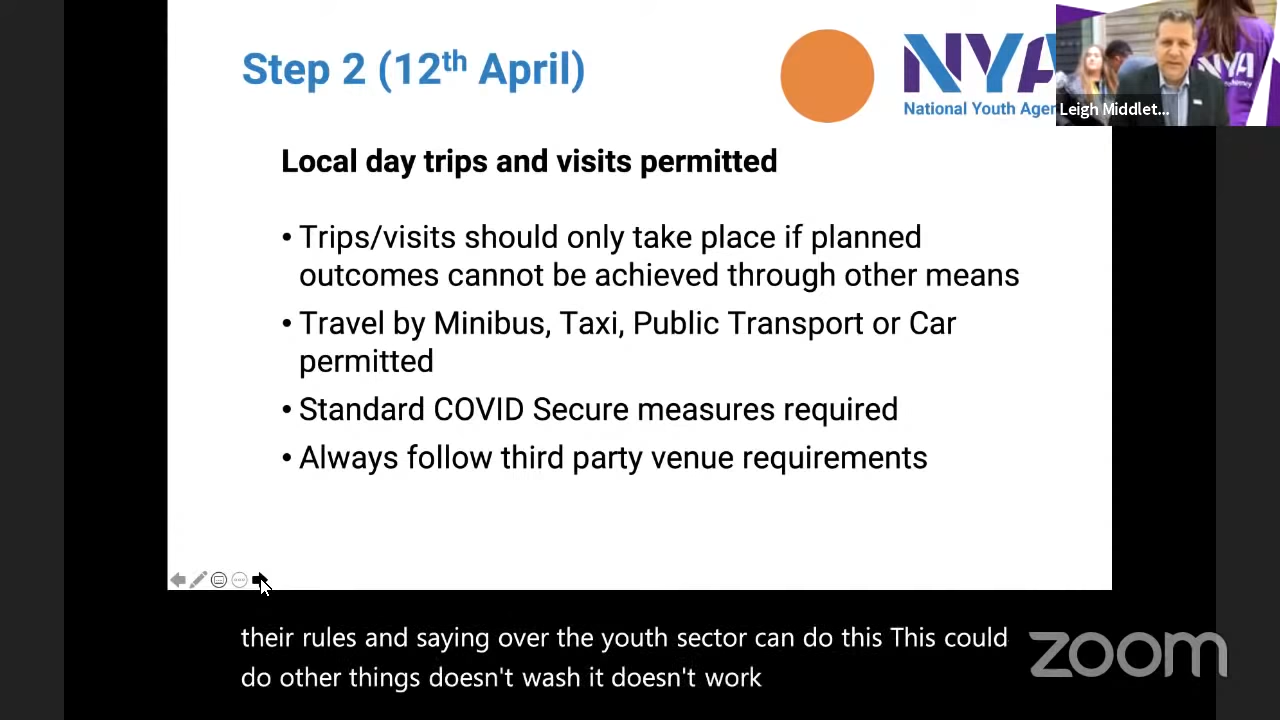 Step 2 (12th April)
NYA
National Youth Agen
NYA
Leigh Middlet...
Local day trips and visits permitted
• Trips/visits should only take place if planned
outcomes cannot be achieved through other means
• Travel by Minibus, Taxi, Public Transport or Car
permitted
• Standard COVID Secure measures required
• Always follow third party venue requirements
their rules and saying over the youth sector can do this This could
do other things doesn't wash it doesn't work
zoom